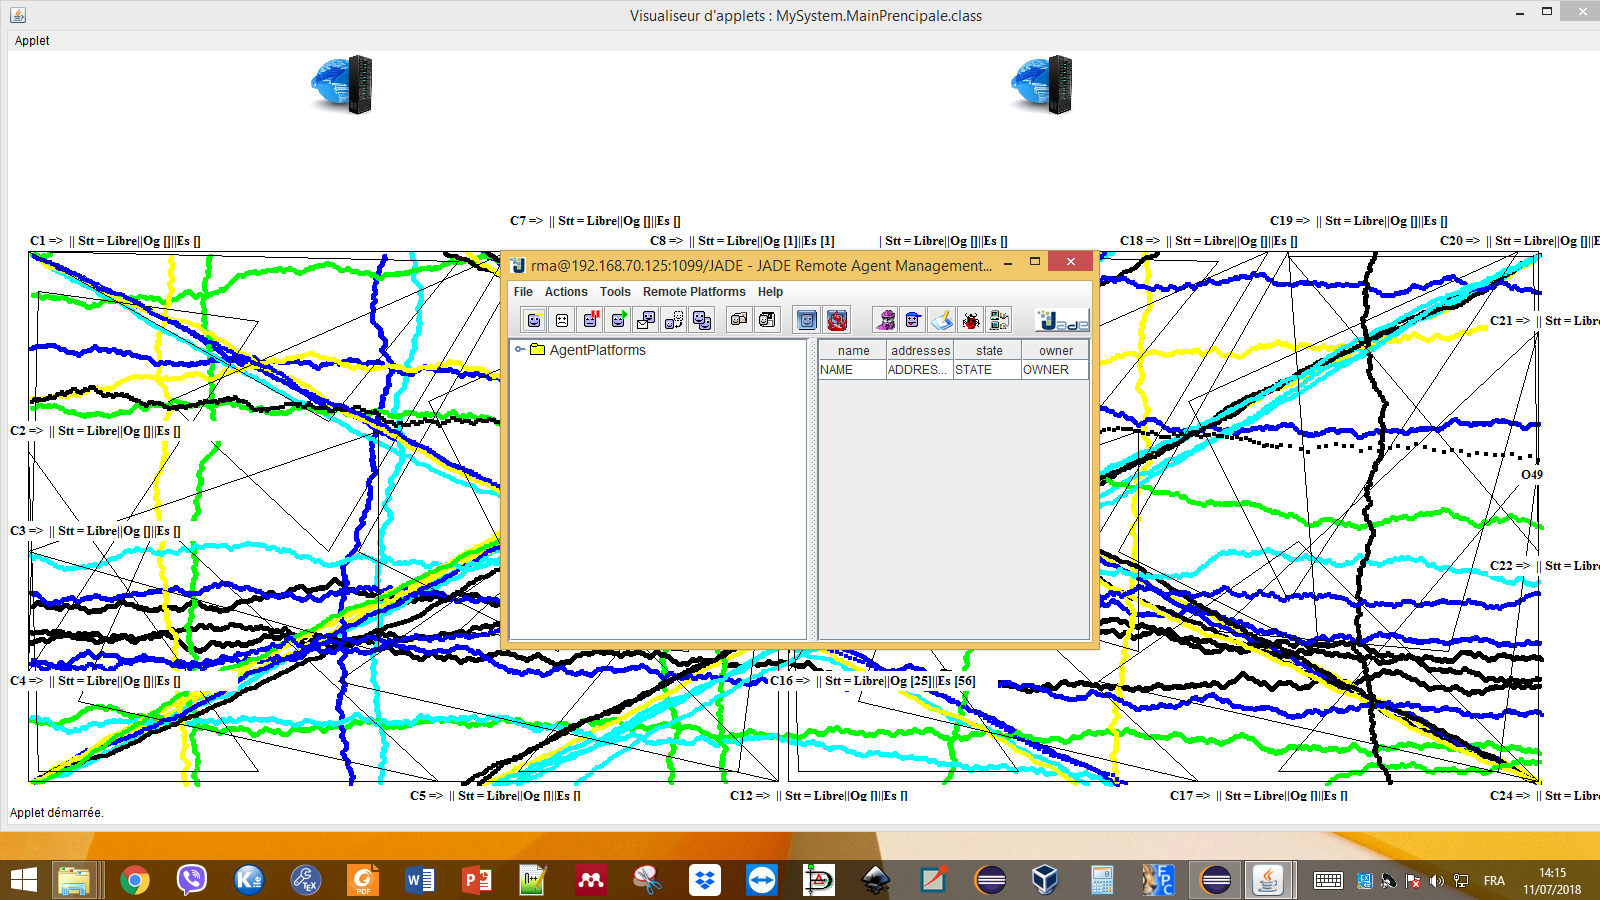 Visualiseur d'applets : MySystem.MainPrencipale.class
Applet
C7 => || Stt = Libre||Og []||Es []
C19 => || Stt = Libre||Og []||Es []
C1 => || Stt = Libre||Og []||Es []
C8 => || Stt = Libre||Og [1]||Es [1]
| Stt = Libre||Og []||Es []
C18 => || Stt = Libre||Og []||Es []
C20 => || Stt = Libre||Og []||E
rma@192.168.70.125:1099/JADE - JADE Remote Agent Management...
File Actions Tools Remote Platforms Help
Jade
AgentPlatforms
name addresses state owner
NAME ADDRES... STATE OWNER
C21 => || Stt = Libr
C2 => || Stt = Libre||Og []||Es []
O49
C3 => || Stt = Libre||Og []||Es []
C22 => || Stt = Libr
C4 => || Stt = Libre||Og []||Es []
C16 => || Stt = Libre||Og [25]||Es [56]
C5 => || Stt = Libre||Og []||Es []
C12 => || Stt = Libre||Og []||Es []
C17 => || Stt = Libre||Og []||Es []
C24 => || Stt = Libr
Applet démarrée.
FRA
14:15
11/07/2018